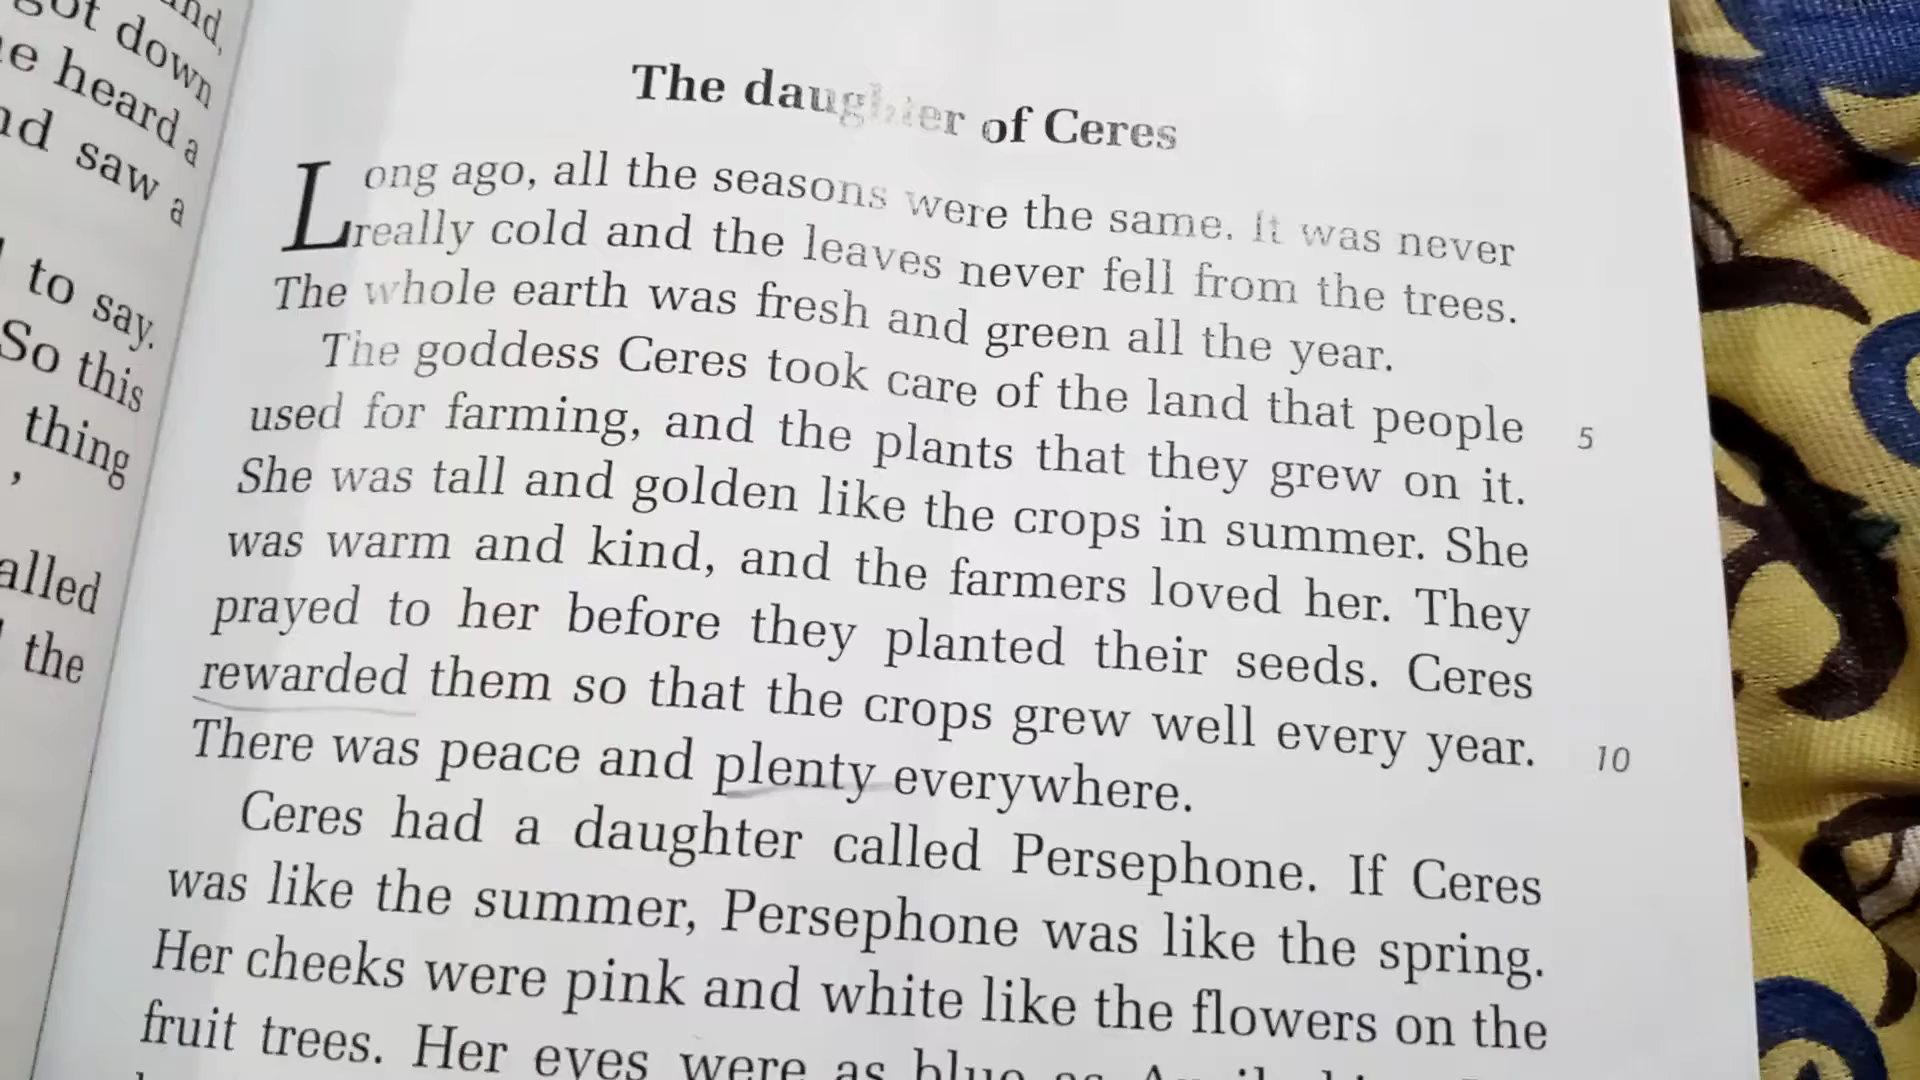 and,
got down
heard a
saw a
to say.
So this
thing
,
the
The daughter of Ceres
Long ago, all the seasons were the same. It was never
really cold and the leaves never fell from the trees.
The whole earth was fresh and green all the year.
The goddess Ceres took care of the land that people
5
used for farming, and the plants that they grew on it.
She was tall and golden like the crops in summer. She
was warm and kind, and the farmers loved her. They
prayed to her before they planted their seeds. Ceres
rewarded them so that the crops grew well every year.
10
There was peace and plenty everywhere.
Ceres had a daughter called Persephone. If Ceres
was like the summer, Persephone was like the spring.
Her cheeks were pink and white like the flowers on the
fruit trees. Her eyes were as blue as